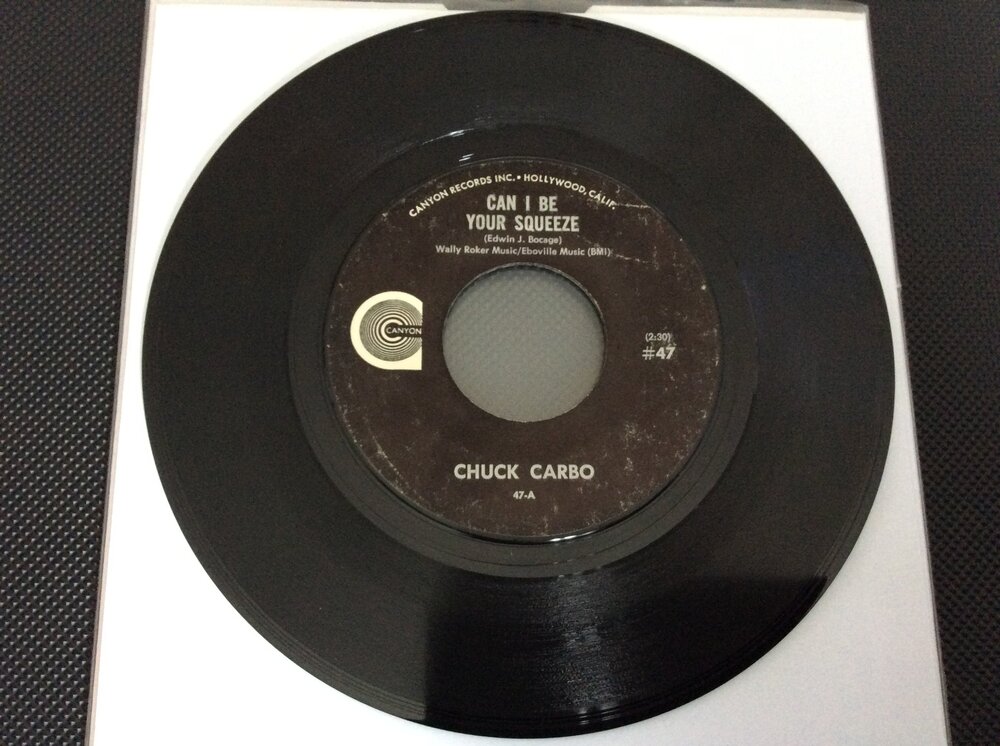 CANYON RECORDS INC. • HOLLYWOOD, CALIF.
CAN I BE
YOUR SQUEEZE
(Edwin J. Bocage)
Wally Roker Music/Eboville Music (BMI)
CANYON
(2:30)
#47
CHUCK CARBO
47-A